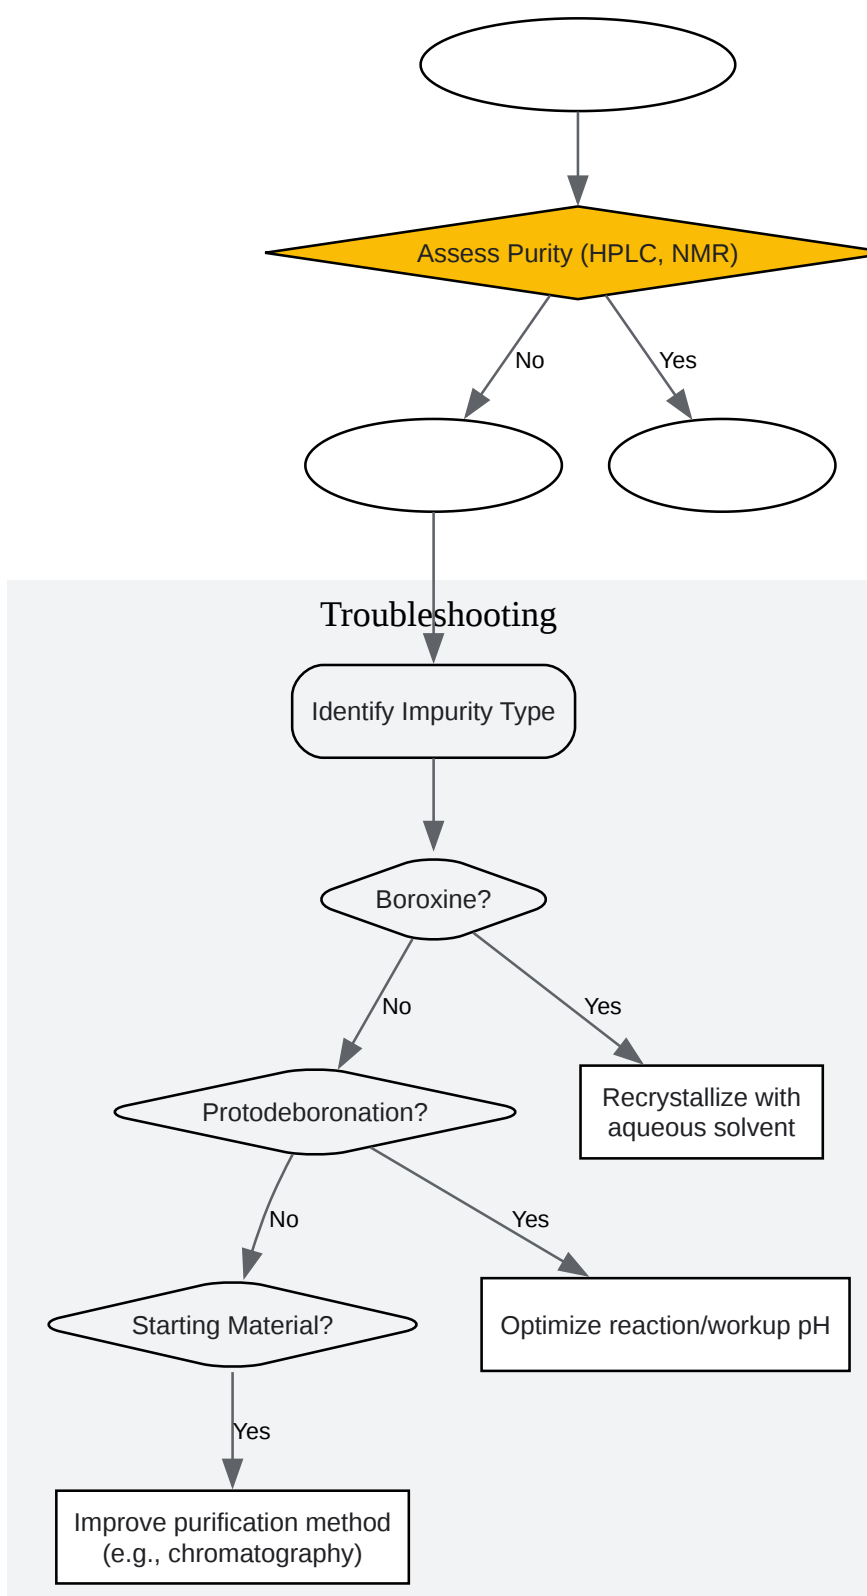 Assess Purity (HPLC, NMR)
No
Yes
Troubleshooting
Identify Impurity Type
Boroxine?
No
Yes
Recrystallize with
aqueous solvent
Protodeboronation?
No
Yes
Starting Material?
Optimize reaction/workup pH
Yes
Improve purification method
(e.g., chromatography)